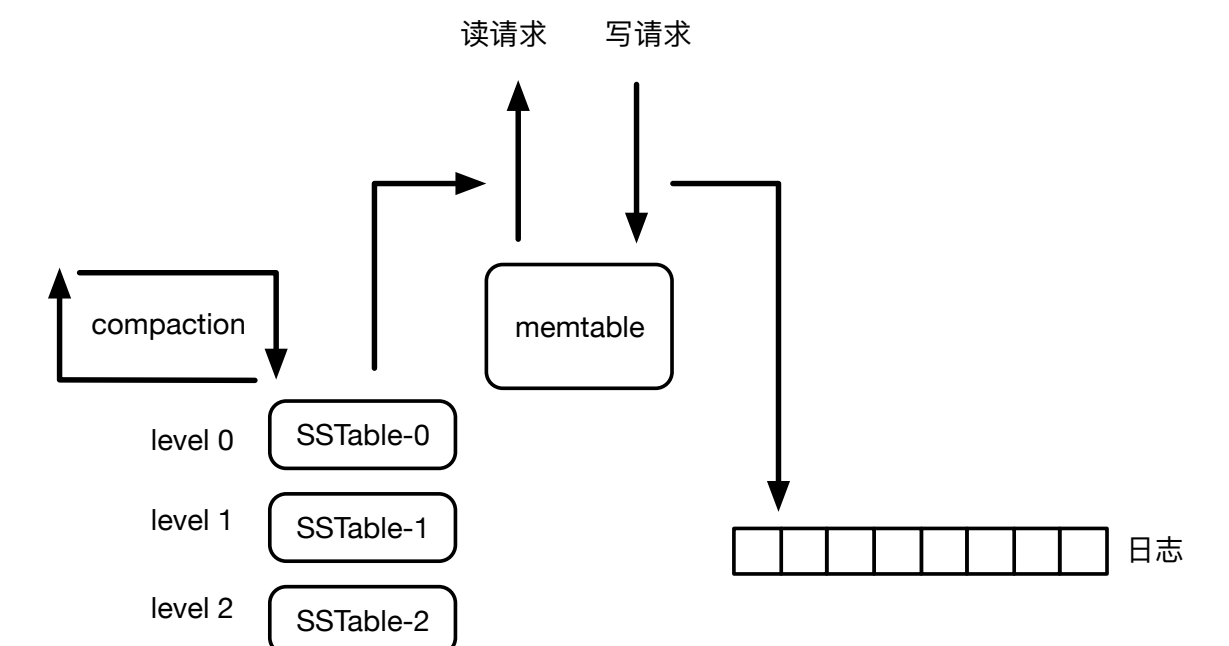 读请求 写请求
compaction
memtable
level 0 SSTable-0
level 1 SSTable-1
level 2 SSTable-2
日志